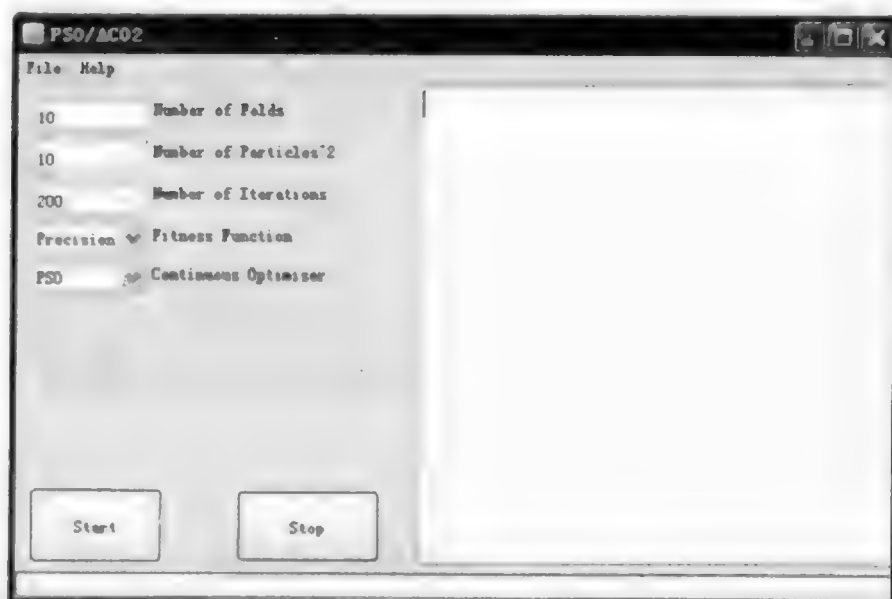 PSO/ACO2
File Help
10 Number of Folds
10 Number of Particles^2
200 Number of Iterations
Precision Fitness Function
PSO Continuous Optimiser
Start Stop